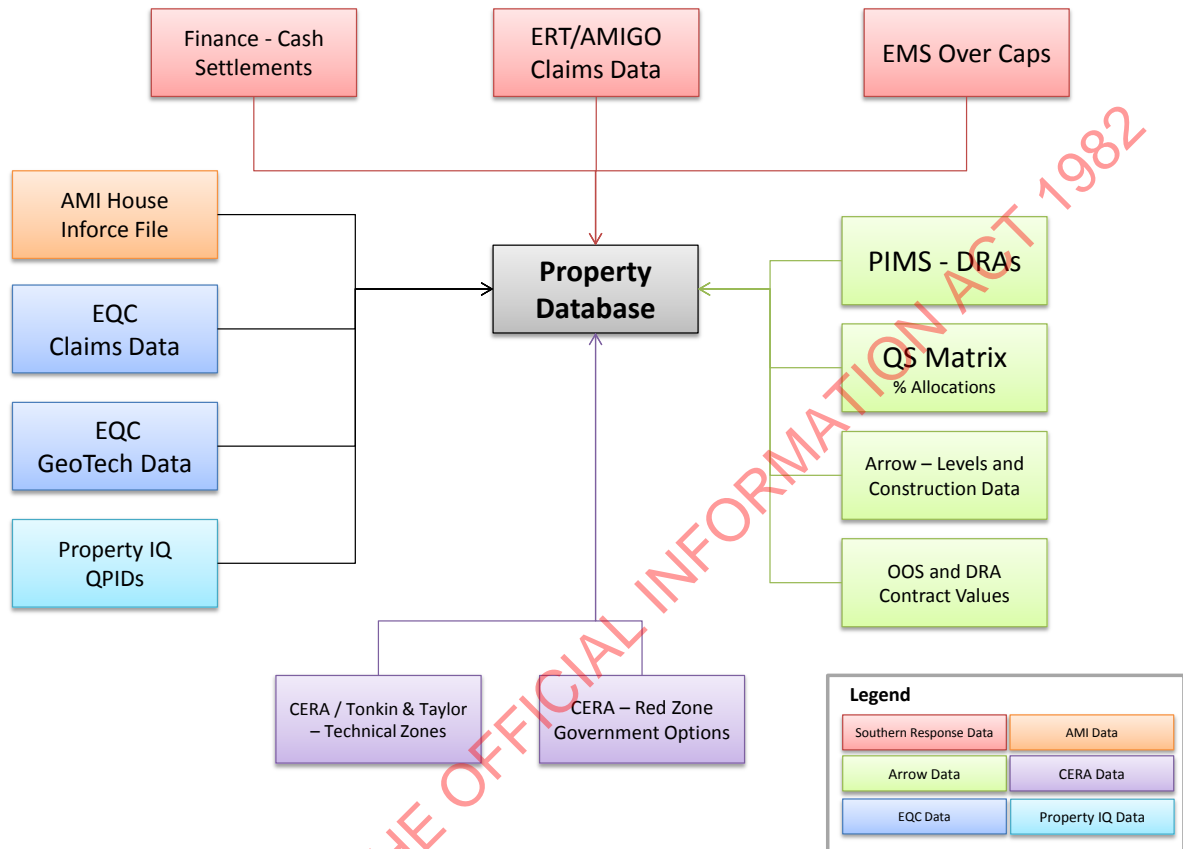 Finance - Cash
Settlements
ERT/AMIGO
Claims Data
EMS Over Caps
AMI House
Inforce File
EQC
Claims Data
EQC
GeoTech Data
Property IQ
QPIDs
Property
Database
PIMS - DRAs
QS Matrix
% Allocations
Arrow – Levels and
Construction Data
OOS and DRA
Contract Values
CERA / Tonkin & Taylor
– Technical Zones
CERA – Red Zone
Government Options
Legend
Southern Response Data
AMI Data
Arrow Data
CERA Data
EQC Data
Property IQ Data
HE OFFICIAL INFORMATION ACT 1982